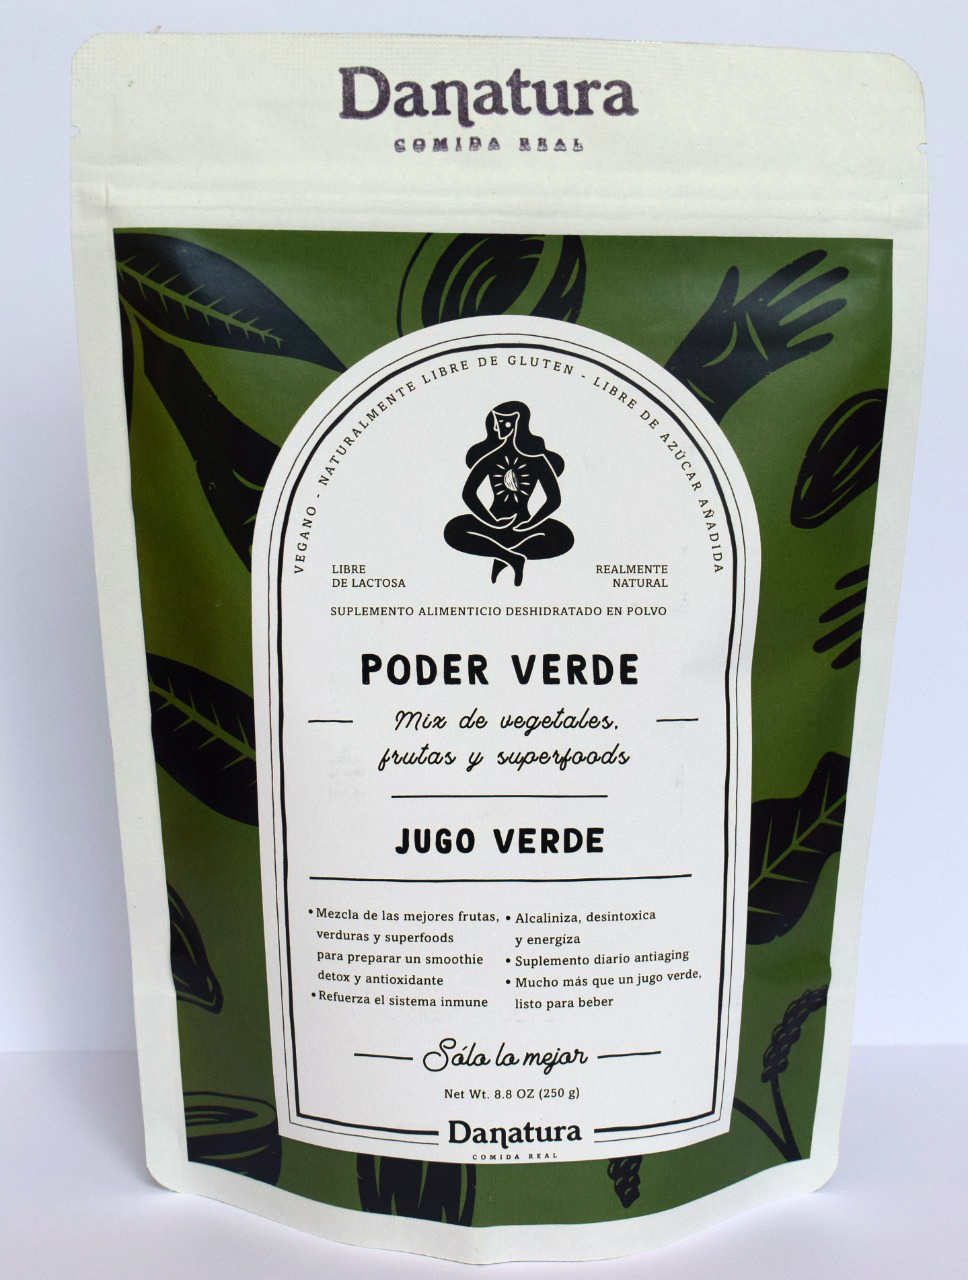 Danatura
COMIDA REAL
VEGANO - NATURALMENTE LIBRE DE GLUTEN - LIBRE DE AZÚCAR AÑADIDA
LIBRE
DE LACTOSA
REALMENTE
NATURAL
SUPLEMENTO ALIMENTICIO DESHIDRATADO EN POLVO
PODER VERDE
Mix de vegetales,
frutas y superfoods
JUGO VERDE
• Mezcla de las mejores frutas,
verduras y superfoods
para preparar un smoothie
detox y antioxidante
• Refuerza el sistema inmune
• Alcaliniza, desintoxica
y energiza
• Suplemento diario antiaging
• Mucho más que un jugo verde,
listo para beber
Sólo lo mejor
Net Wt. 8.8 OZ (250 g)
Danatura
COMIDA REAL